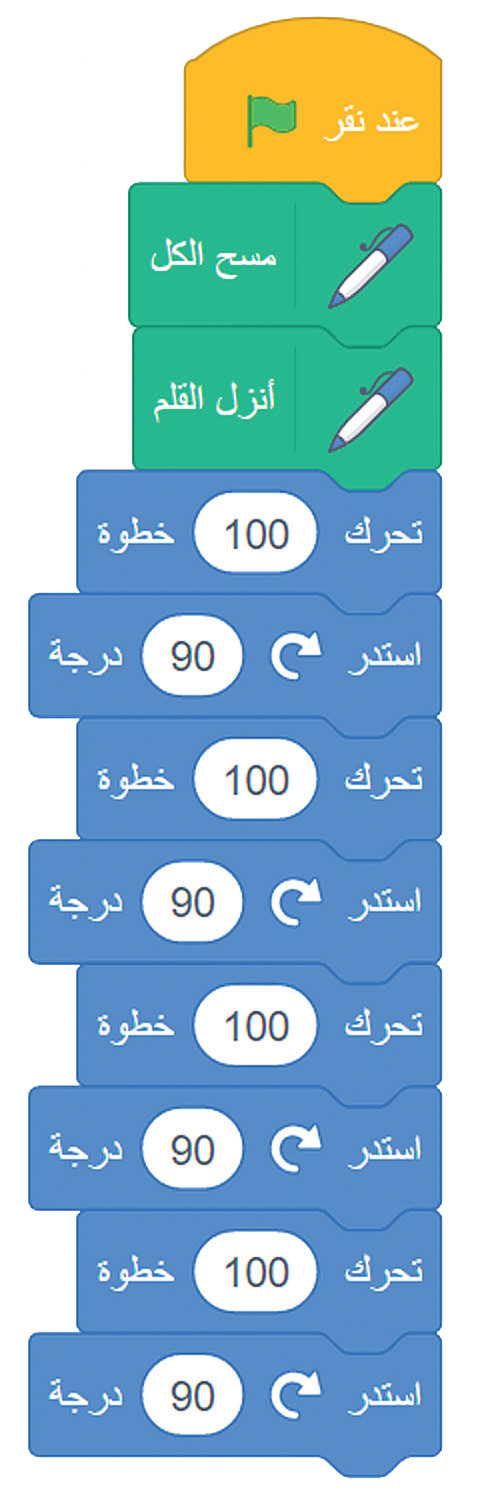 عند نقر
مسح الكل
أنزل القلم
تحرك 100 خطوة
استدر 90 درجة
تحرك 100 خطوة
استدر 90 درجة
تحرك 100 خطوة
استدر 90 درجة
تحرك 100 خطوة
استدر 90 درجة